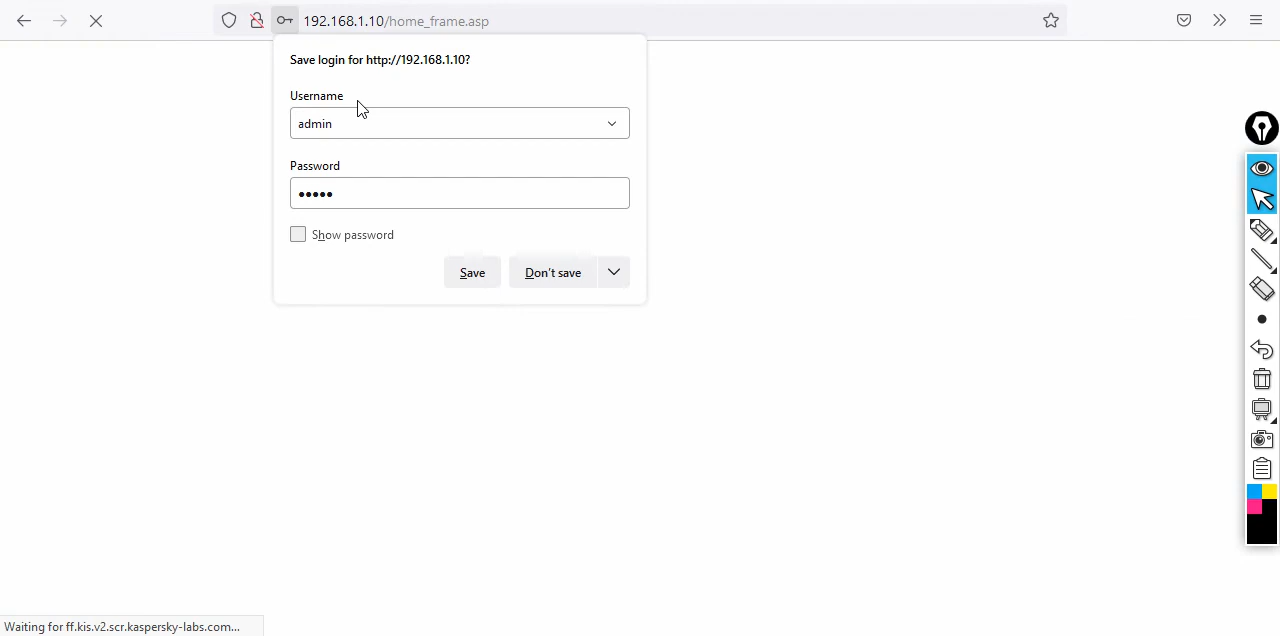 192.168.1.10/home_frame.asp
Save login for http://192.168.1.10?
Username
admin
Password
•••••
Show password
Save Don't save
Waiting for ff.kis.v2.scr.kaspersky-labs.com...